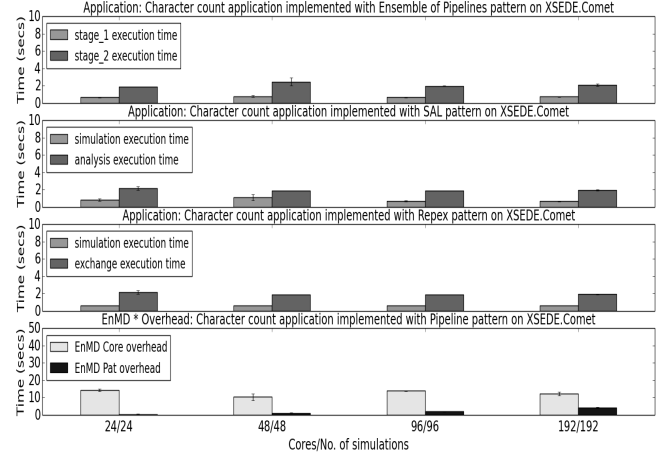 Application: Character count application implemented with Ensemble of Pipelines pattern on XSEDE.Comet
Time (secs)
10
8
6
4
2
0
stage_1 execution time
stage_2 execution time
Application: Character count application implemented with SAL pattern on XSEDE.Comet
Time (secs)
10
8
6
4
2
0
simulation execution time
analysis execution time
Application: Character count application implemented with Repex pattern on XSEDE.Comet
Time (secs)
10
8
6
4
2
0
simulation execution time
exchange execution time
EnMD * Overhead: Character count application implemented with Pipeline pattern on XSEDE.Comet
Time (secs)
50
40
30
20
10
0
EnMD Core overhead
EnMD Pat overhead
24/24 48/48 96/96 192/192
Cores/No. of simulations